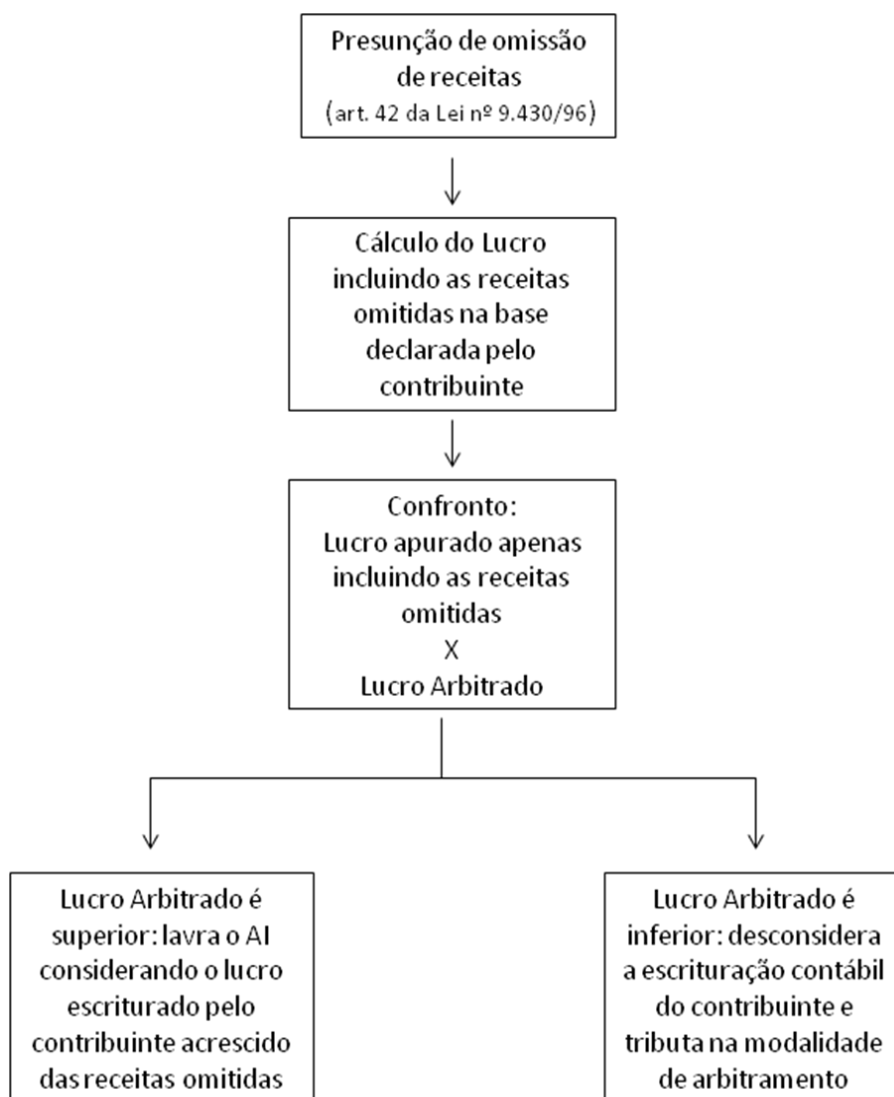 Presunção de omissão
de receitas
(art. 42 da Lei nº 9.430/96)
Cálculo do Lucro
incluindo as receitas
omitidas na base
declarada pelo
contribuinte
Confronto:
Lucro apurado apenas
incluindo as receitas
omitidas
X
Lucro Arbitrado
Lucro Arbitrado é
superior: lavra o AI
considerando o lucro
escriturado pelo
contribuinte acrescido
das receitas omitidas
Lucro Arbitrado é
inferior: desconsidera
a escrituração contábil
do contribuinte e
tributa na modalidade
de arbitramento